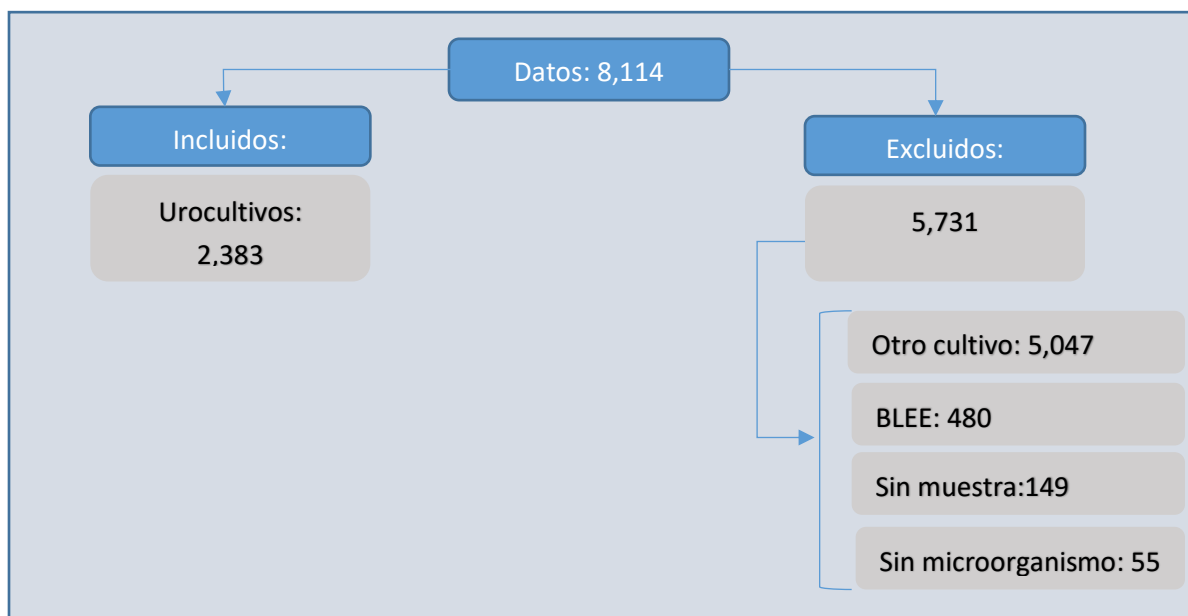 Datos: 8,114
Incluidos:
Excluidos:
Urocultivos:
2,383
5,731
Otro cultivo: 5,047
BLEE: 480
Sin muestra:149
Sin microorganismo: 55